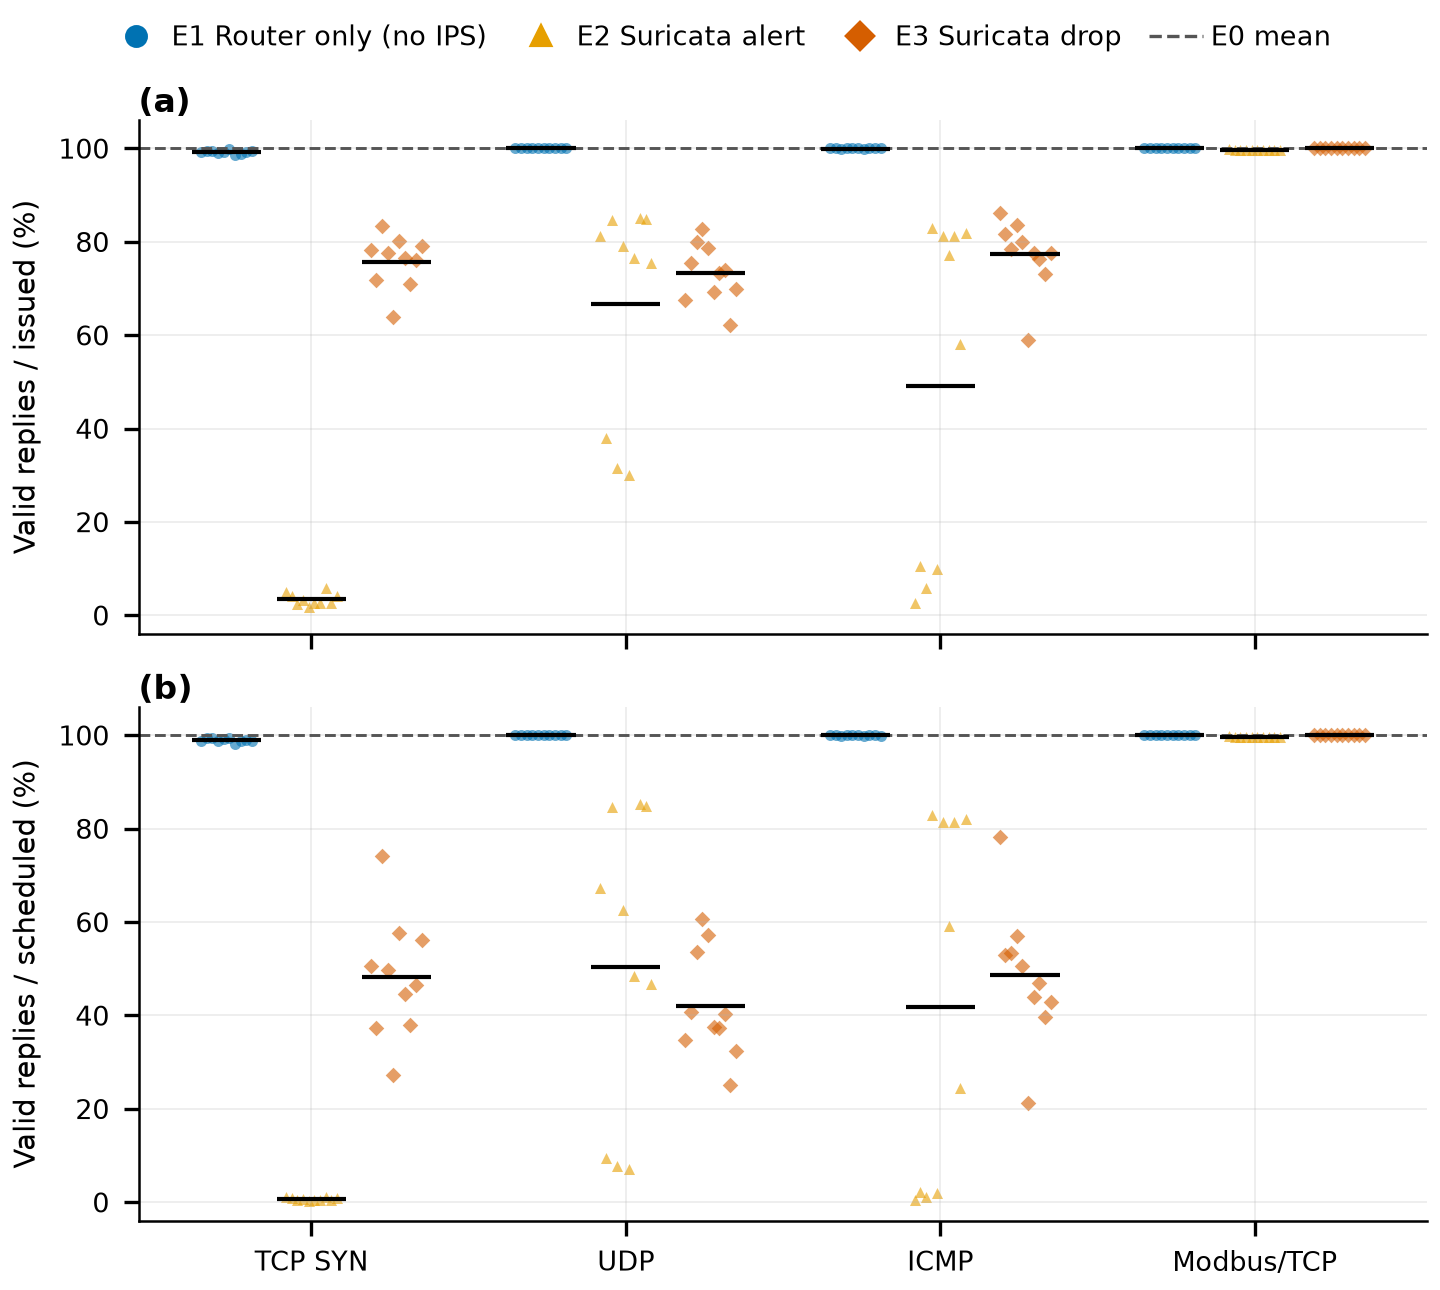 E1 Router only (no IPS) E2 Suricata alert E3 Suricata drop E0 mean
(a)
Valid replies / issued (%)
100
80
60
40
20
0
(b)
Valid replies / scheduled (%)
100
80
60
40
20
0
TCP SYN UDP ICMP Modbus/TCP